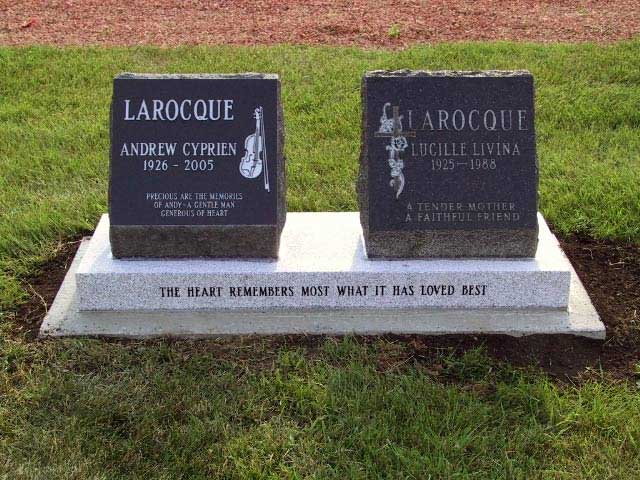 LAROCQUE
ANDREW CYPRIEN
1926 - 2005
PRECIOUS ARE THE MEMORIES
OF ANDY - A GENTLE MAN
GENEROUS OF HEART
LAROCQUE
LUCILLE LIVINA
1925 — 1988
A TENDER MOTHER
A FAITHFUL FRIEND
THE HEART REMEMBERS MOST WHAT IT HAS LOVED BEST